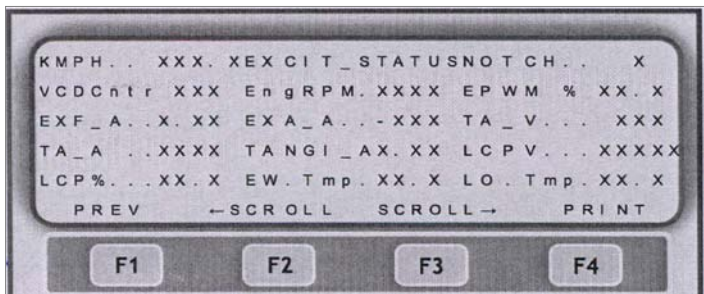 KMPH.. XXX.XEXCIT_STATUSNOTCH.. X
VCDCntr XXX EngRPM.XXXX EPWM % XX.X
EXF_A..X.XX EXA_A..-XXX TA_V... XXX
TA_A ..XXXX TANGI_AX.XX LCPV...XXXXX
LCP%...XX.X EW.Tmp.XX.X LO.Tmp.XX.X
PREV ←SCROLL SCROLL→ PRINT
F1 F2 F3 F4